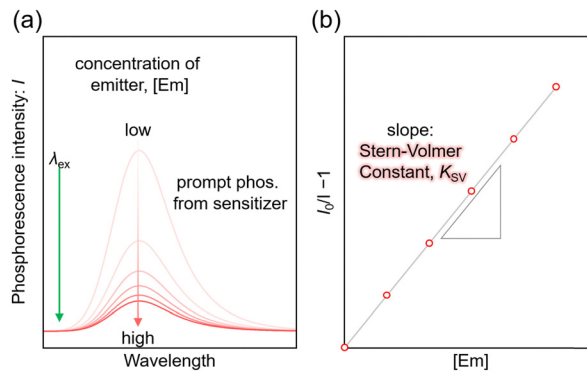 (a)
concentration of
emitter, [Em]
low
λex
prompt phos.
from sensitizer
high
Phosphorescence intensity: I
Wavelength
(b)
slope:
Stern-Volmer
Constant, KSV
I0/I −1
[Em]